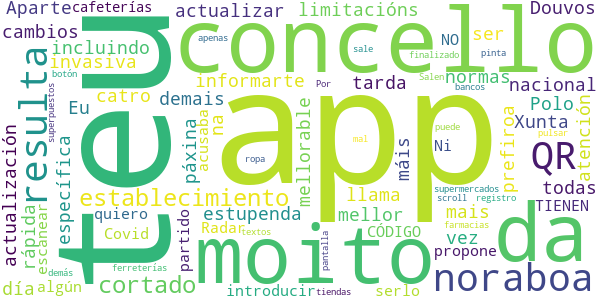 Aparte cafeterías actualizar limitacións Douvos
cambios incluindo apenas sale ser finalizado NO pinta
teu concello
invasiva informarte Salen normas
botón Eu catro demais Por tarda bancos nacional
resulta na app Polo
superpuestos acusaba mellorable máis prefiroa Xunta atención
actualización específica páxina ropa Ni puede mal QR pulsar
rápida establecimiento llama supermercados todas
escanear quiero estupenda mellor scroll registro mais TIENEN
Covid partido Radar CÓDIGO farmacias vez
moito textos pantalla propone da
día algún ferreterías demás cortado introducir tiendas serlo noraboa